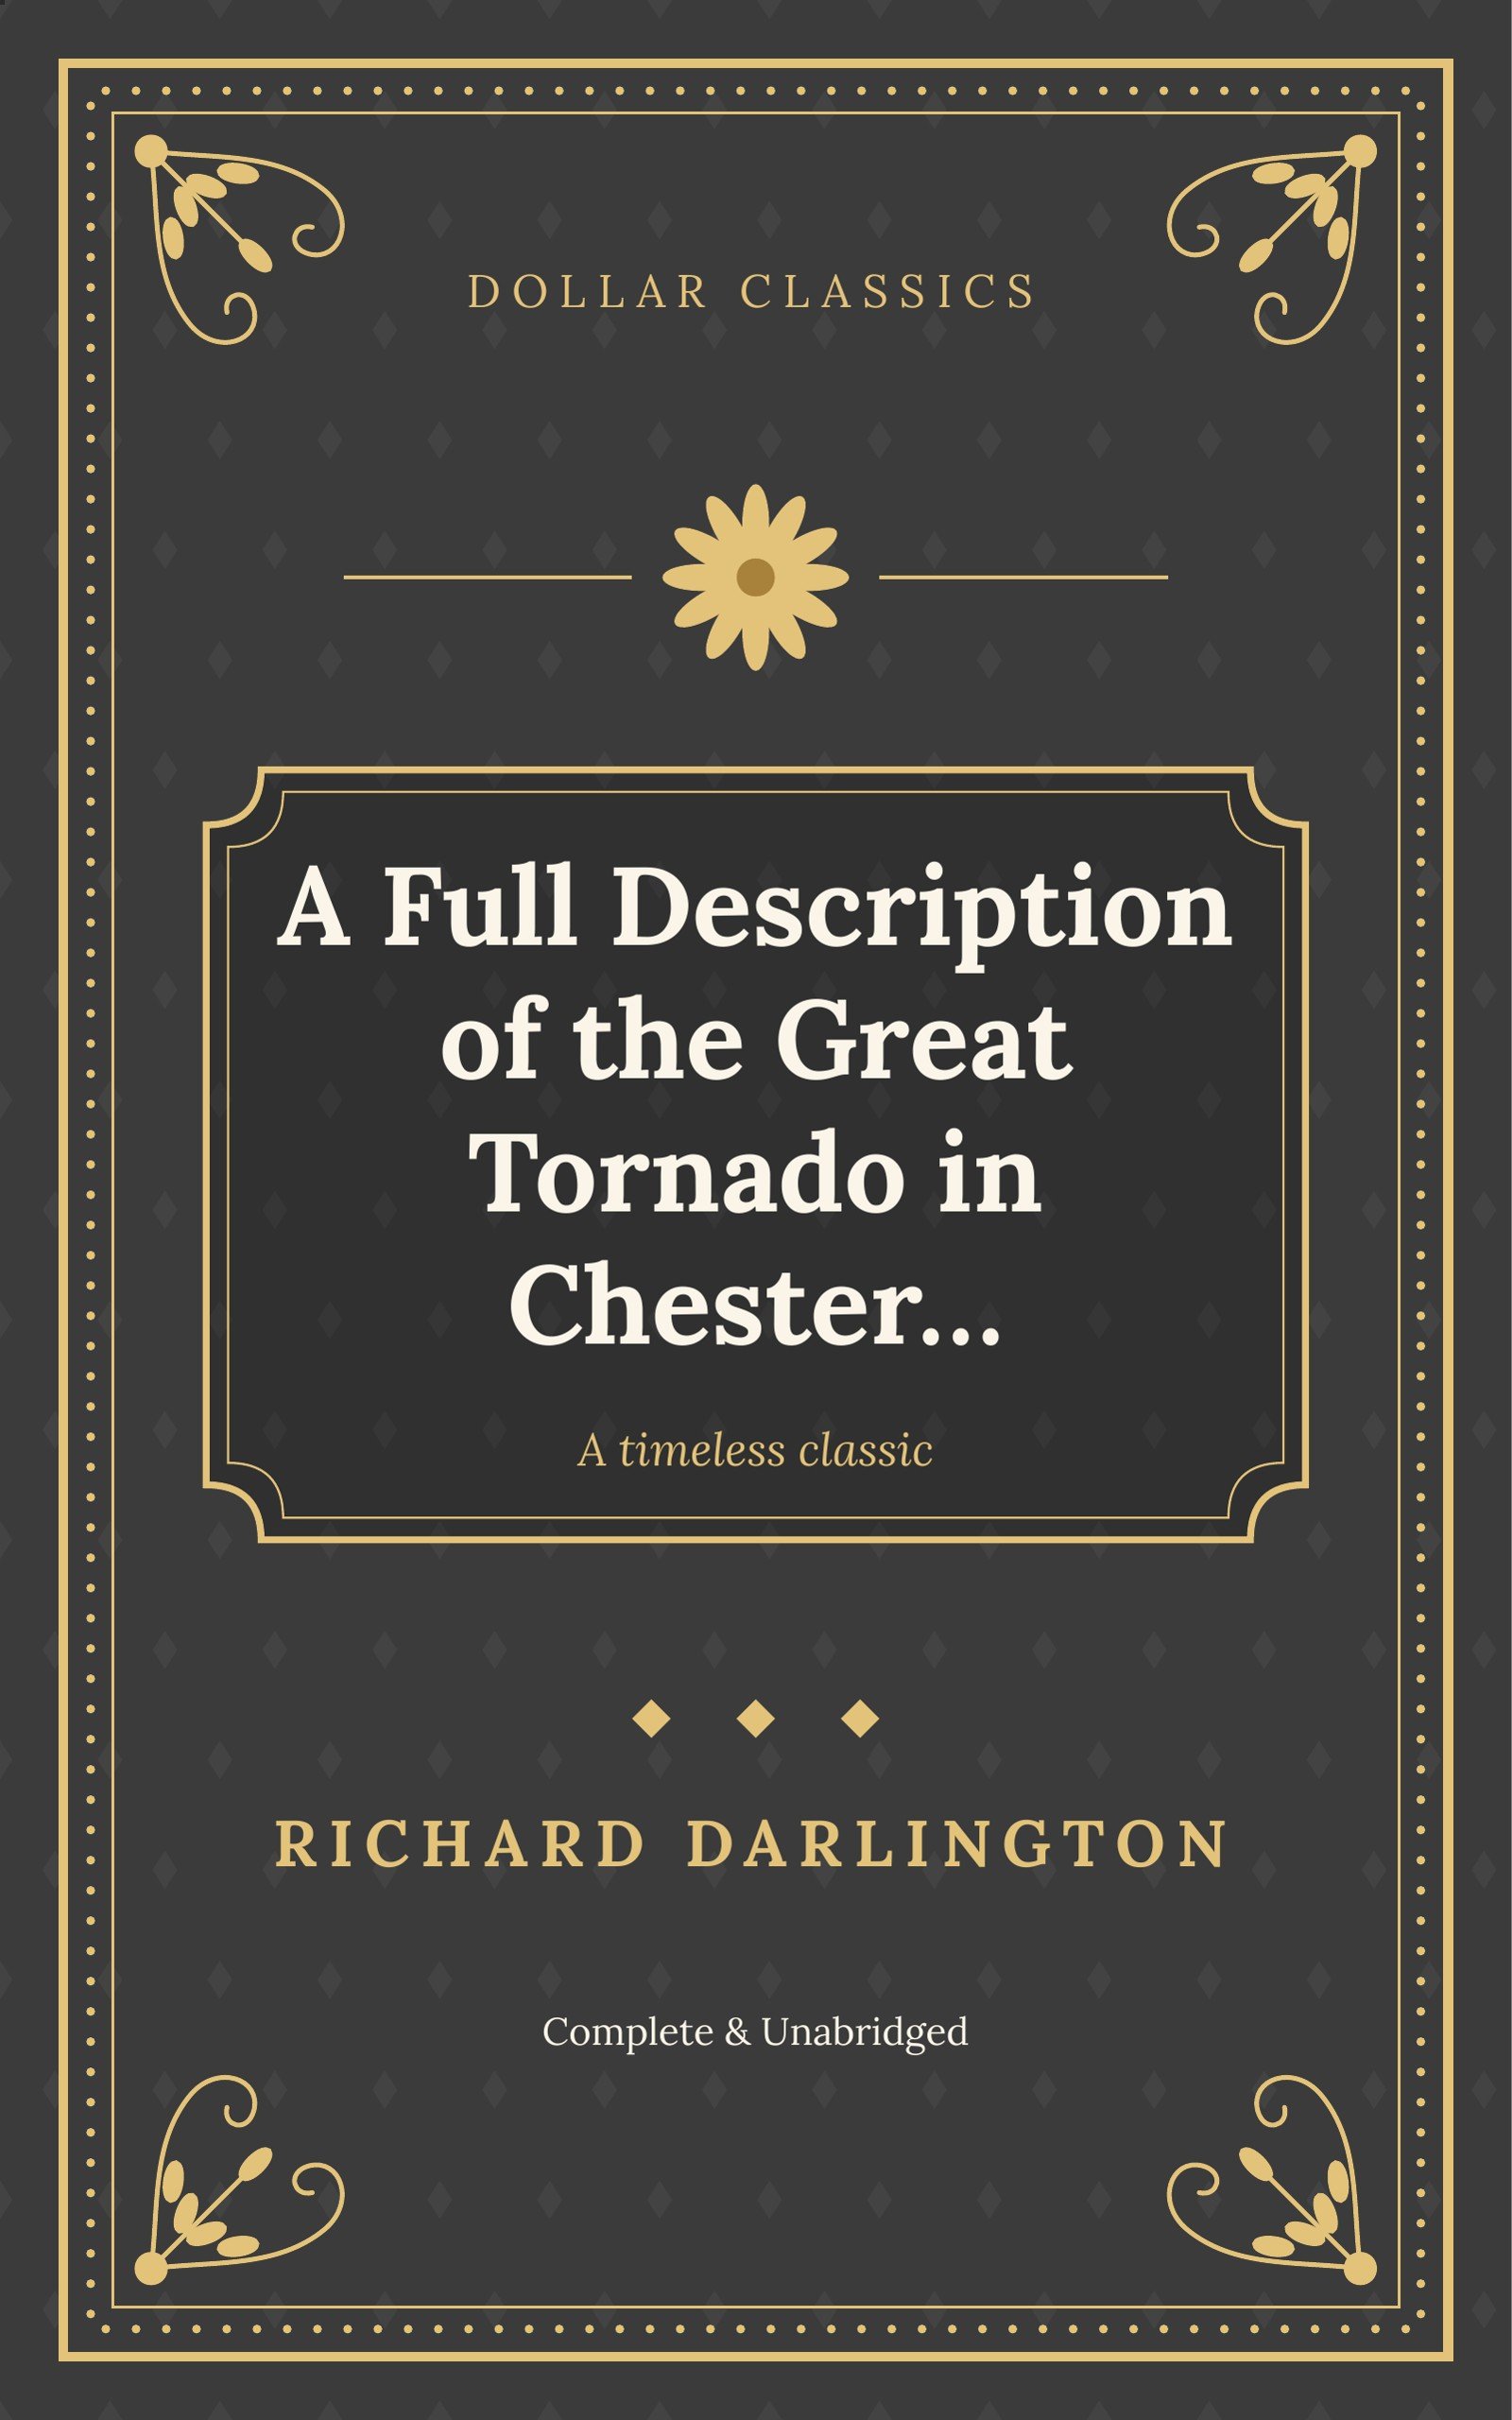 DOLLAR CLASSICS
A Full Description
of the Great
Tornado in
Chester...
A timeless classic
RICHARD DARLINGTON
Complete & Unabridged